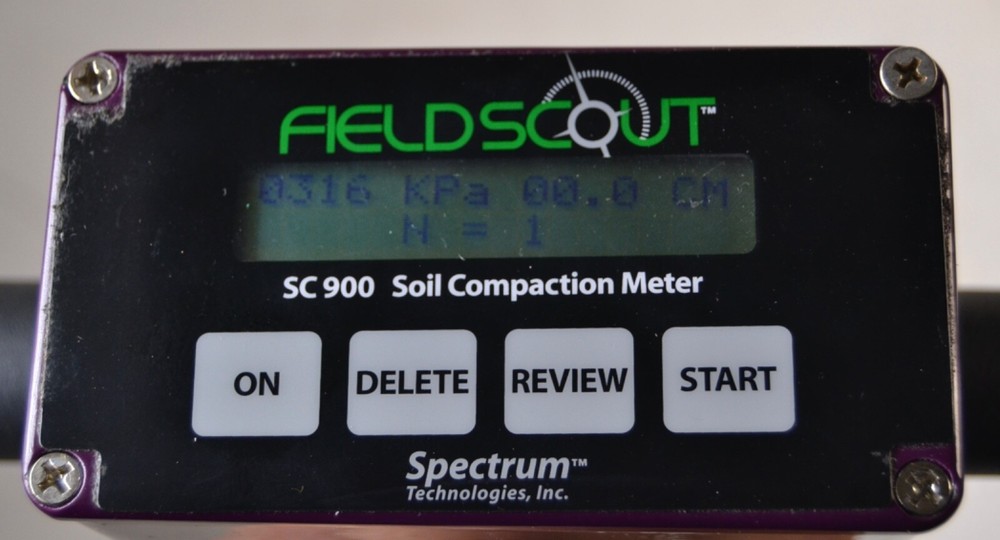 FIELDSCOUT™
0316 KPa 00.0 CM
N = 1
SC 900 Soil Compaction Meter
ON DELETE REVIEW START
Spectrum™
Technologies, Inc.